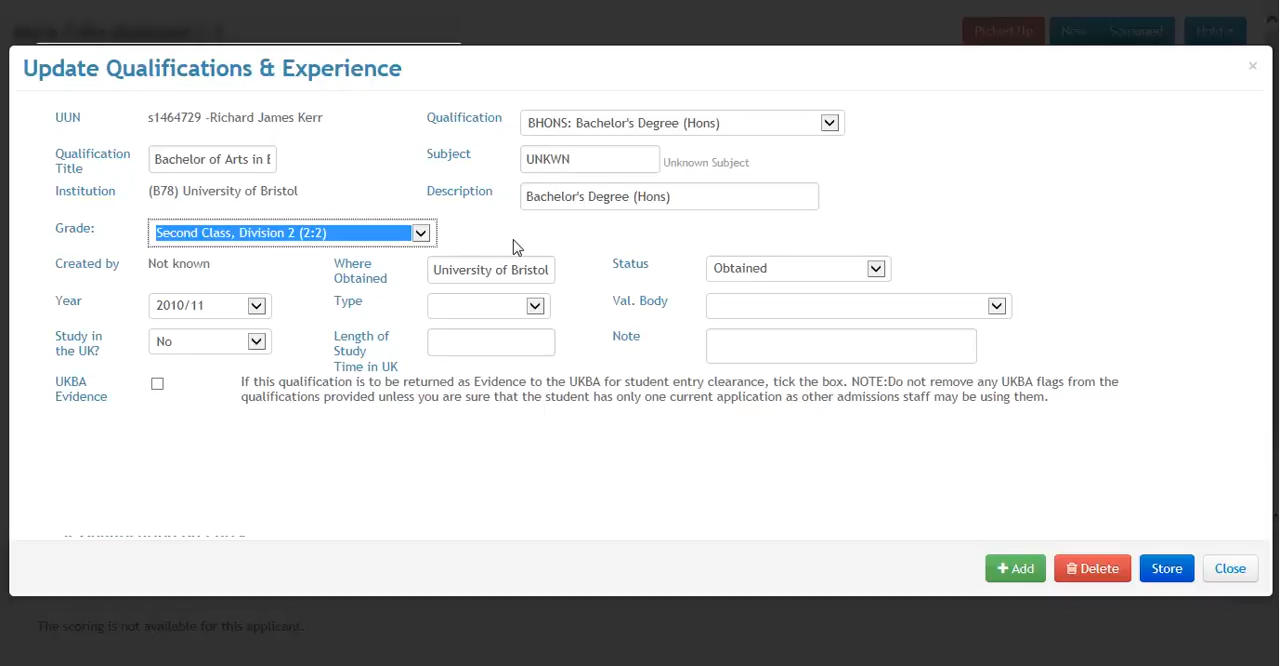 Picked Up New Scanned Hold
Update Qualifications & Experience ×
UUN s1464729 -Richard James Kerr Qualification BHONS: Bachelor's Degree (Hons)
Qualification Title Bachelor of Arts in E Subject UNKWN Unknown Subject
Institution (B78) University of Bristol Description Bachelor's Degree (Hons)
Grade: Second Class, Division 2 (2:2)
Created by Not known Where Obtained University of Bristol Status Obtained
Year 2010/11 Type Val. Body
Study in the UK? No Length of Study Time in UK Note
UKBA Evidence If this qualification is to be returned as Evidence to the UKBA for student entry clearance, tick the box. NOTE:Do not remove any UKBA flags from the
qualifications provided unless you are sure that the student has only one current application as other admissions staff may be using them.
+ Add Delete Store Close
The scoring is not available for this applicant.